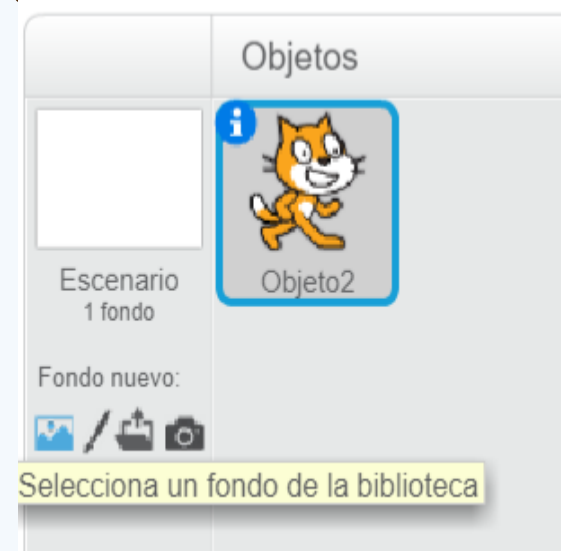 Objetos
Escenario
1 fondo
Objeto2
Fondo nuevo:
Selecciona un fondo de la biblioteca